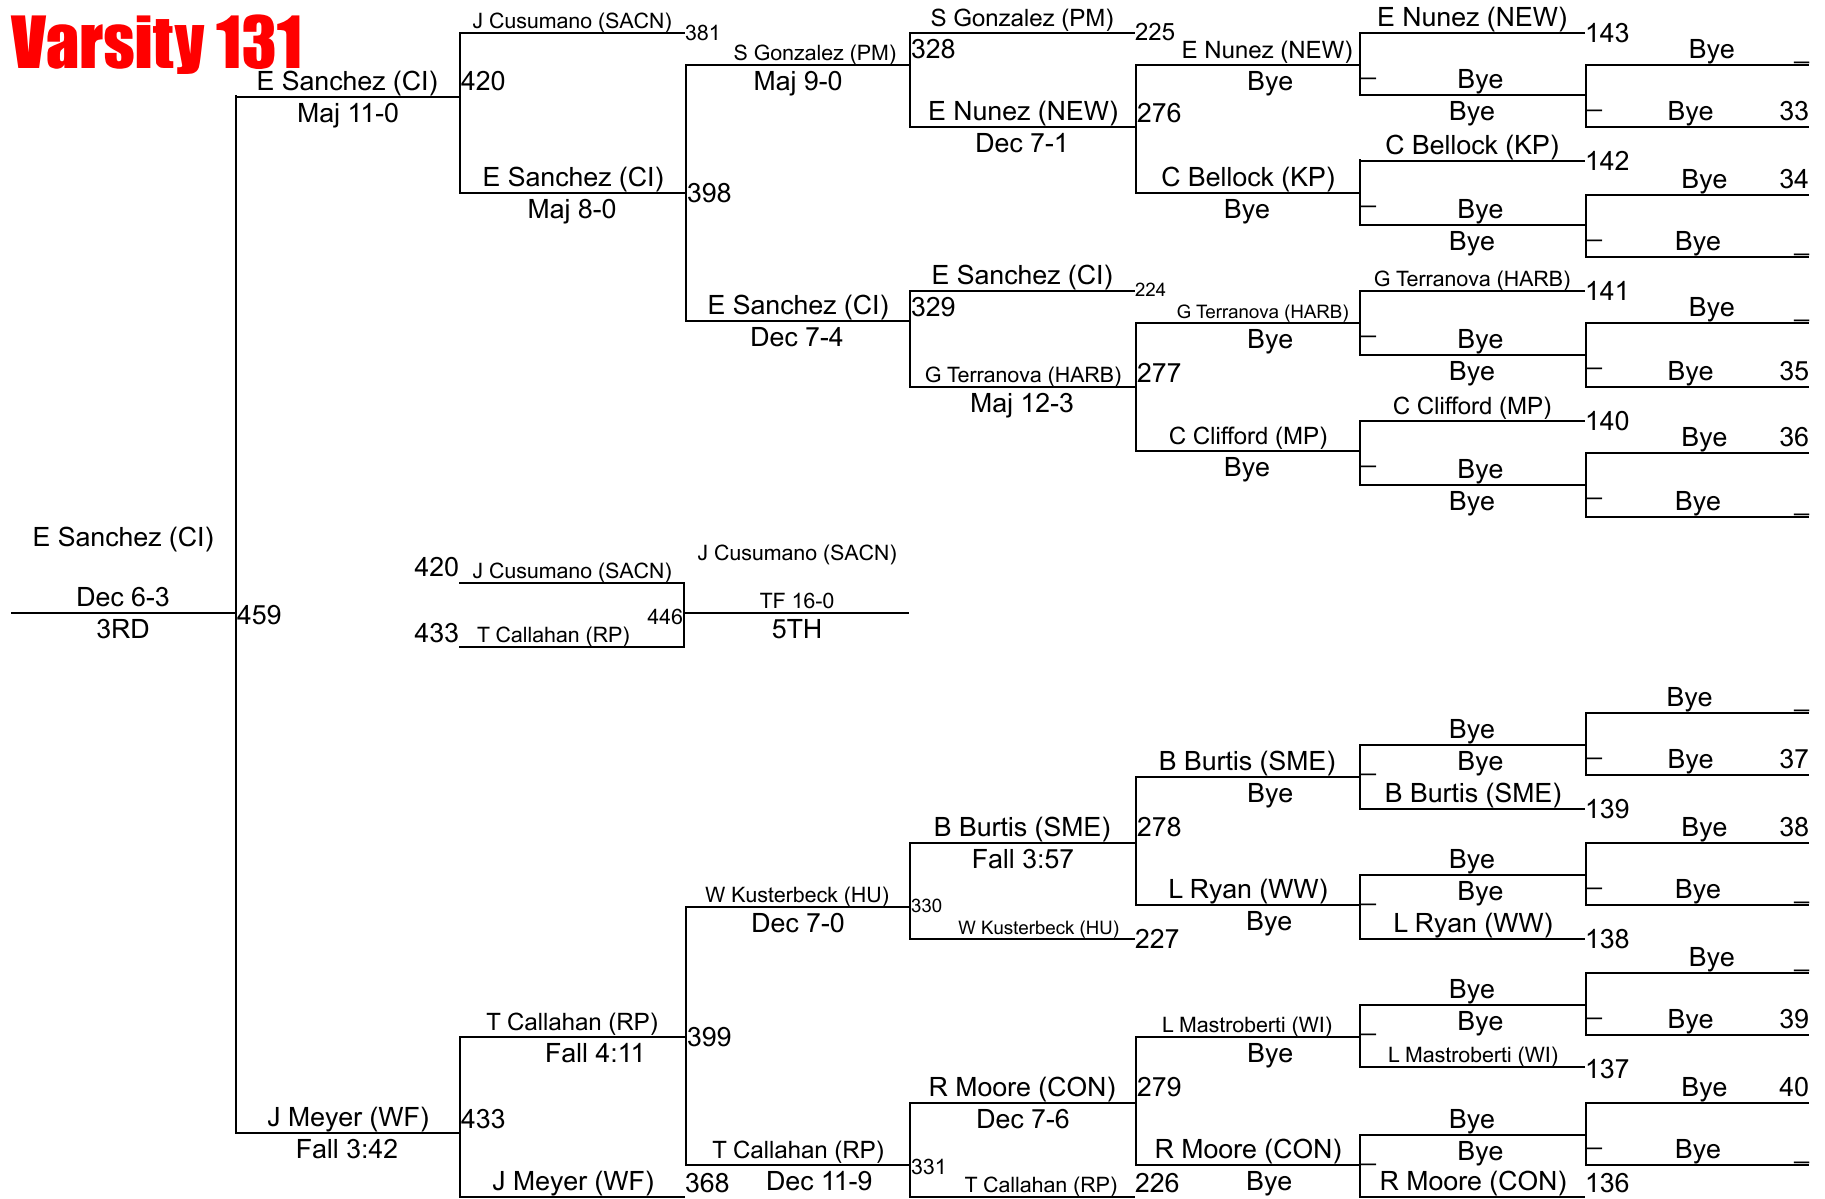 Varsity 131
J Cusumano (SACN)
381
S Gonzalez (PM)
225
E Nunez (NEW)
143
Bye _
E Sanchez (CI)
Maj 11-0
420
S Gonzalez (PM)
Maj 9-0
328
E Nunez (NEW)
Bye
_
Bye
Bye
_
Bye 33
E Nunez (NEW)
Dec 7-1
276
C Bellock (KP)
142
Bye 34
E Sanchez (CI)
Maj 8-0
398
C Bellock (KP)
Bye
_
Bye
Bye
_
Bye _
E Sanchez (CI)
224
G Terranova (HARB)
141
Bye _
E Sanchez (CI)
Dec 7-4
329
G Terranova (HARB)
Bye
_
Bye
Bye
_
Bye 35
G Terranova (HARB)
Maj 12-3
277
C Clifford (MP)
140
Bye 36
C Clifford (MP)
Bye
_
Bye
Bye
_
Bye _
E Sanchez (CI)
Dec 6-3
3RD
459
420 J Cusumano (SACN)
433 T Callahan (RP)
446
J Cusumano (SACN)
TF 16-0
5TH
Bye _
Bye
Bye
_
Bye 37
B Burtis (SME)
Bye
_
B Burtis (SME)
139
B Burtis (SME)
Fall 3:57
278
Bye 38
Bye
Bye
_
Bye _
W Kusterbeck (HU)
Dec 7-0
330
L Ryan (WW)
Bye
_
L Ryan (WW)
138
W Kusterbeck (HU)
227
Bye _
Bye
Bye
_
Bye 39
T Callahan (RP)
Fall 4:11
399
L Mastroberti (WI)
Bye
_
L Mastroberti (WI)
137
R Moore (CON)
Dec 7-6
279
Bye 40
J Meyer (WF)
Fall 3:42
433
Bye
Bye
_
Bye _
T Callahan (RP)
Dec 11-9
331
R Moore (CON)
Bye
_
R Moore (CON)
136
J Meyer (WF)
368
T Callahan (RP)
226